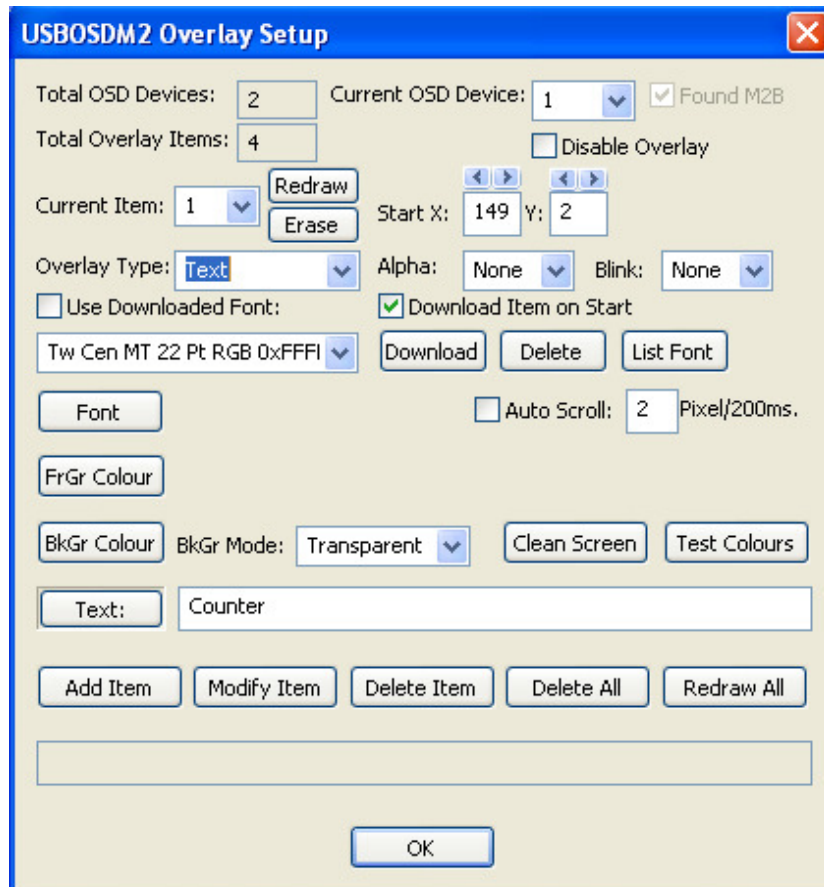 USBOSDM2 Overlay Setup
Total OSD Devices: 2 Current OSD Device: 1 Found M2B
Total Overlay Items: 4 Disable Overlay
Current Item: 1 Redraw Erase Start X: 149 Y: 2
Overlay Type: Text Alpha: None Blink: None
Use Downloaded Font: Download Item on Start
Tw Cen MT 22 Pt RGB 0xFFF Download Delete List Font
Font Auto Scroll: 2 Pixel/200ms.
FrGr Colour
BkGr Colour BkGr Mode: Transparent Clean Screen Test Colours
Text: Counter
Add Item Modify Item Delete Item Delete All Redraw All
OK